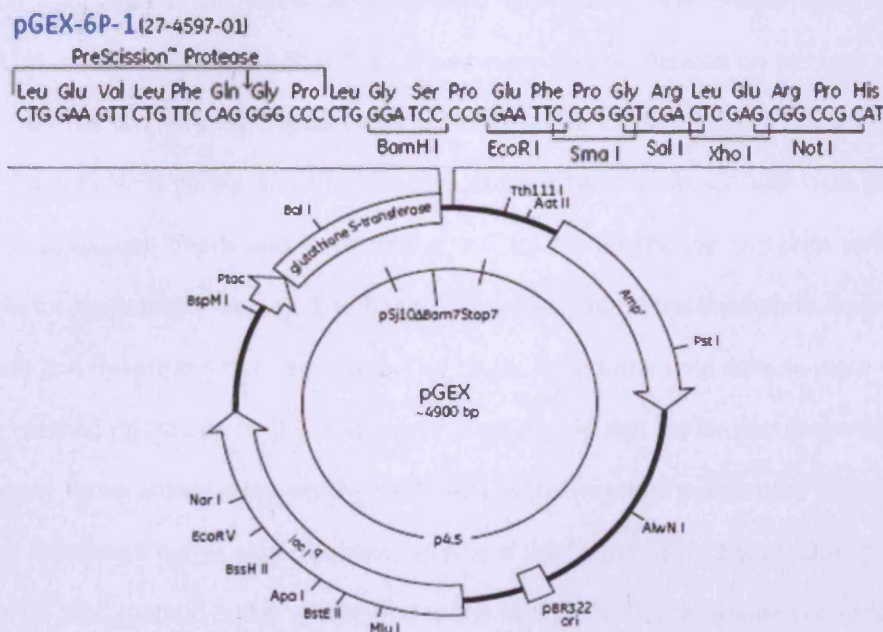 pGEX-6P-1 (27-4597-01)
PreScission™ Protease
Leu Glu Val Leu Phe Gln Gly Pro Leu Gly Ser Pro Glu Phe Pro Gly Arg Leu Glu Arg Pro His
CTG GAA GTT CTG TTC CAG GGG CCC CTG GGA TCC CCG GAA TTC CCG GGT CGA CTC GAG CGG CCG CAT
BamH I EcoR I Sma I Sal I Xho I Not I
Tth111 I
Aat II
Bal I
glutathione S-transferase
Ptac
BspM I
Ampr
pSj10ΔBam7Stop7
Pst I
pGEX
~4900 bp
Nar I
EcoRV
BssH II
lac Iq
Apa I
BstE II
Mlu I
p4.5
AlwN I
pBR322
ori